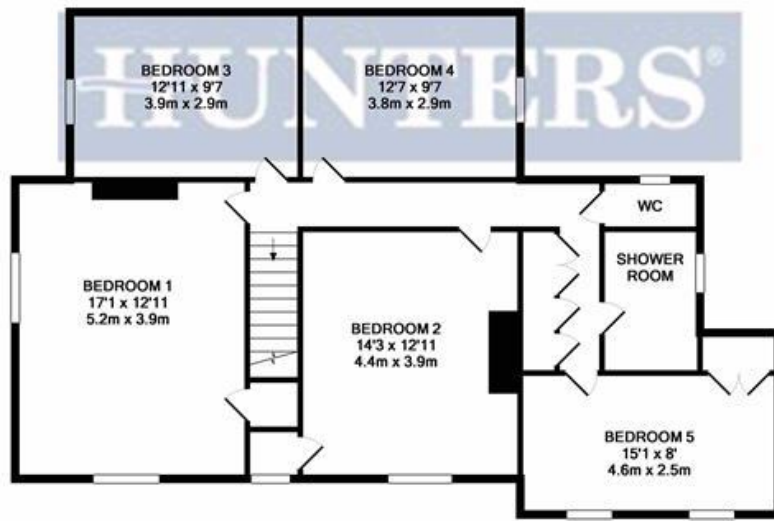 HUNTERS®
BEDROOM 3
12'11 x 9'7
3.9m x 2.9m
BEDROOM 4
12'7 x 9'7
3.8m x 2.9m
WC
SHOWER
ROOM
BEDROOM 1
17'1 x 12'11
5.2m x 3.9m
BEDROOM 2
14'3 x 12'11
4.4m x 3.9m
BEDROOM 5
15'1 x 8'
4.6m x 2.5m